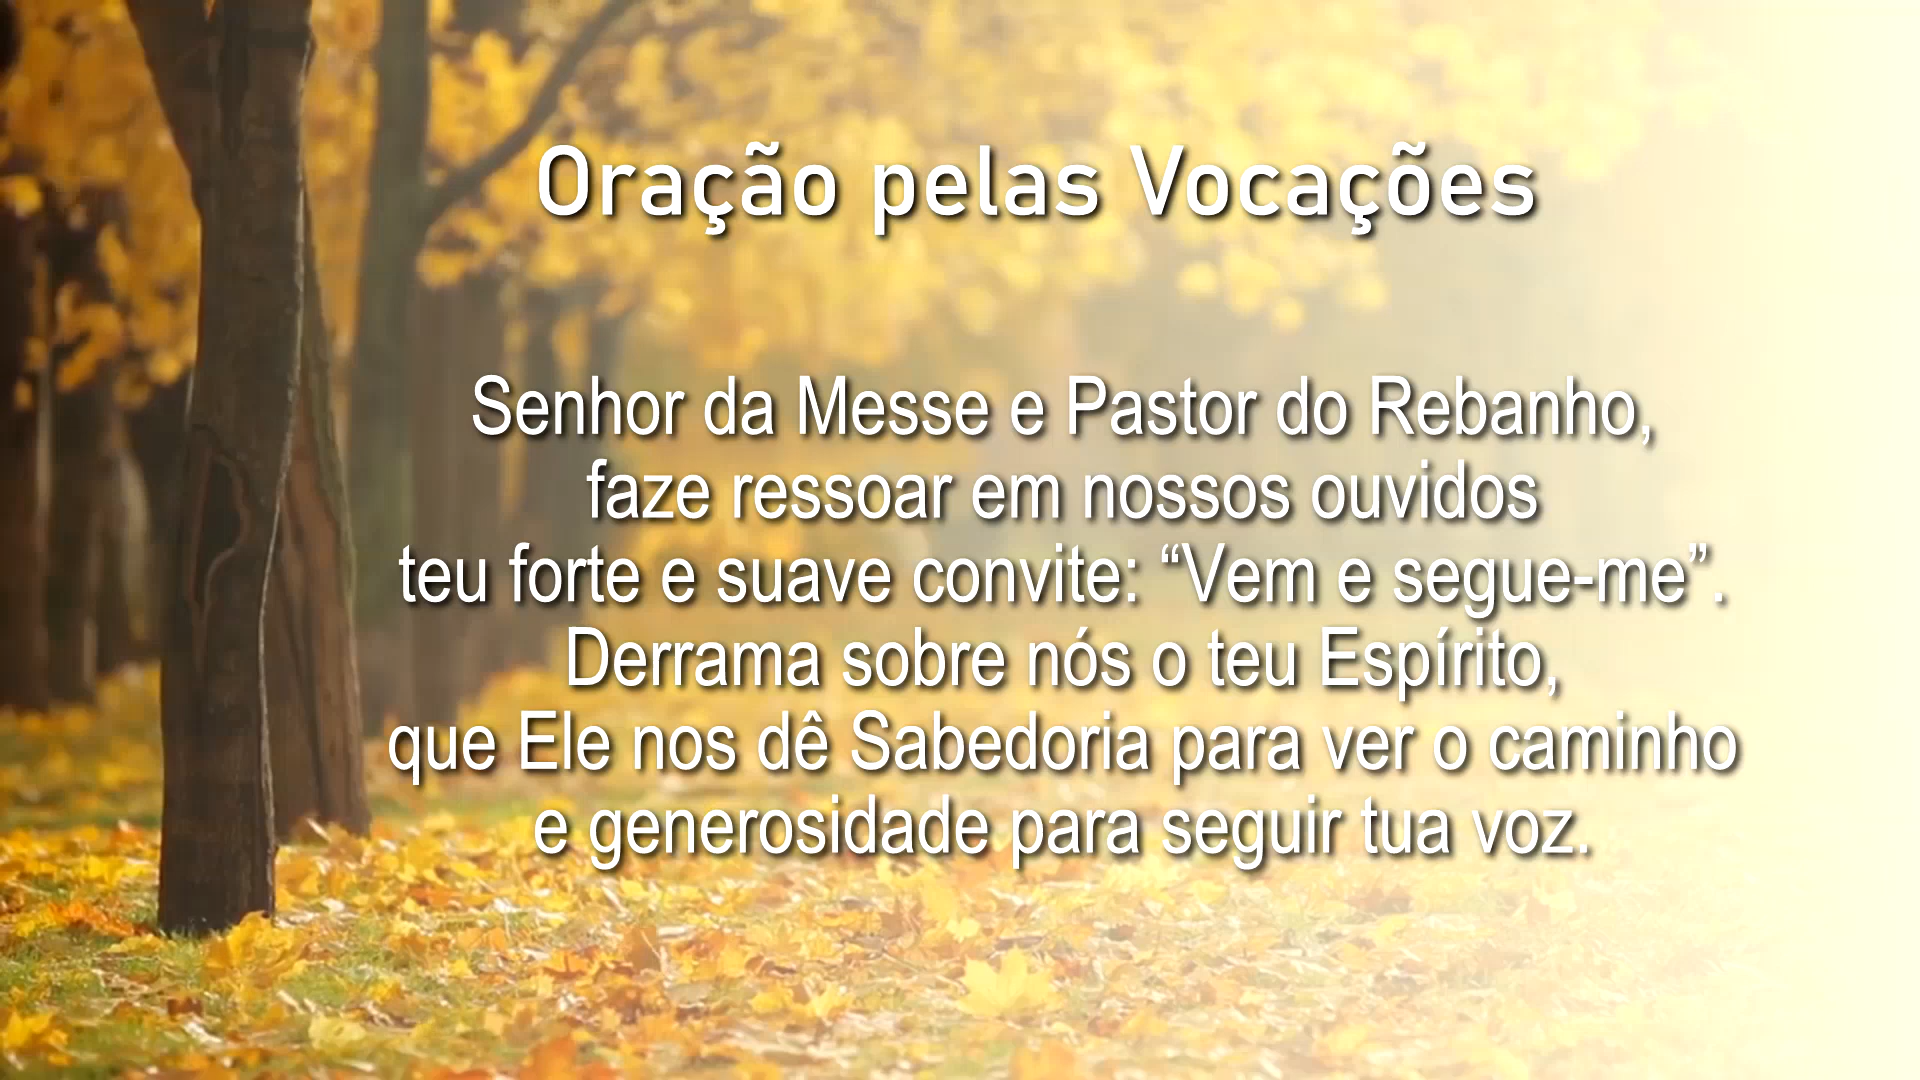 Oração pelas Vocações
Senhor da Messe e Pastor do Rebanho,
faze ressoar em nossos ouvidos
teu forte e suave convite: “Vem e segue-me”.
Derrama sobre nós o teu Espírito,
que Ele nos dê Sabedoria para ver o caminho
e generosidade para seguir tua voz.